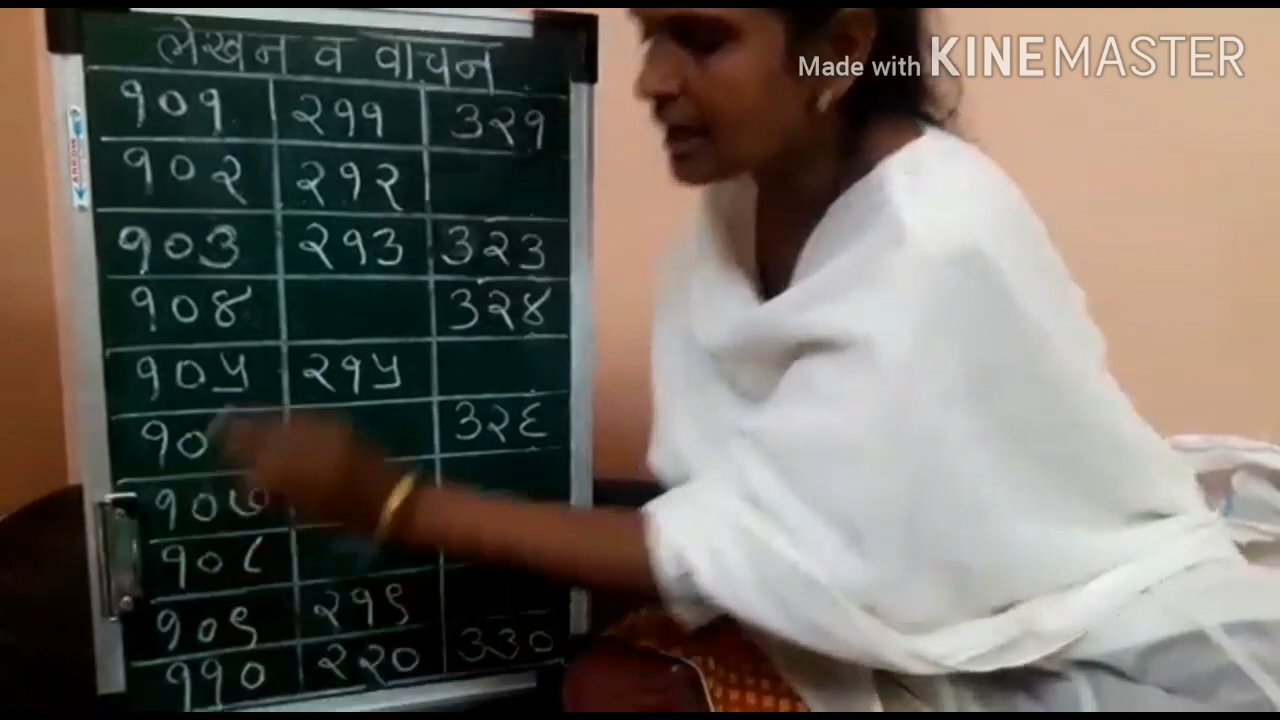 Made with KINEMASTER
लेखन व वाचन
१०१ २११ ३२१
१०२ २१२
१०३ २१३ ३२३
१०४ ३२४
१०५ २१५
१० ३२६
१०७
१०८
१०९ २१९
११० २२० ३३०